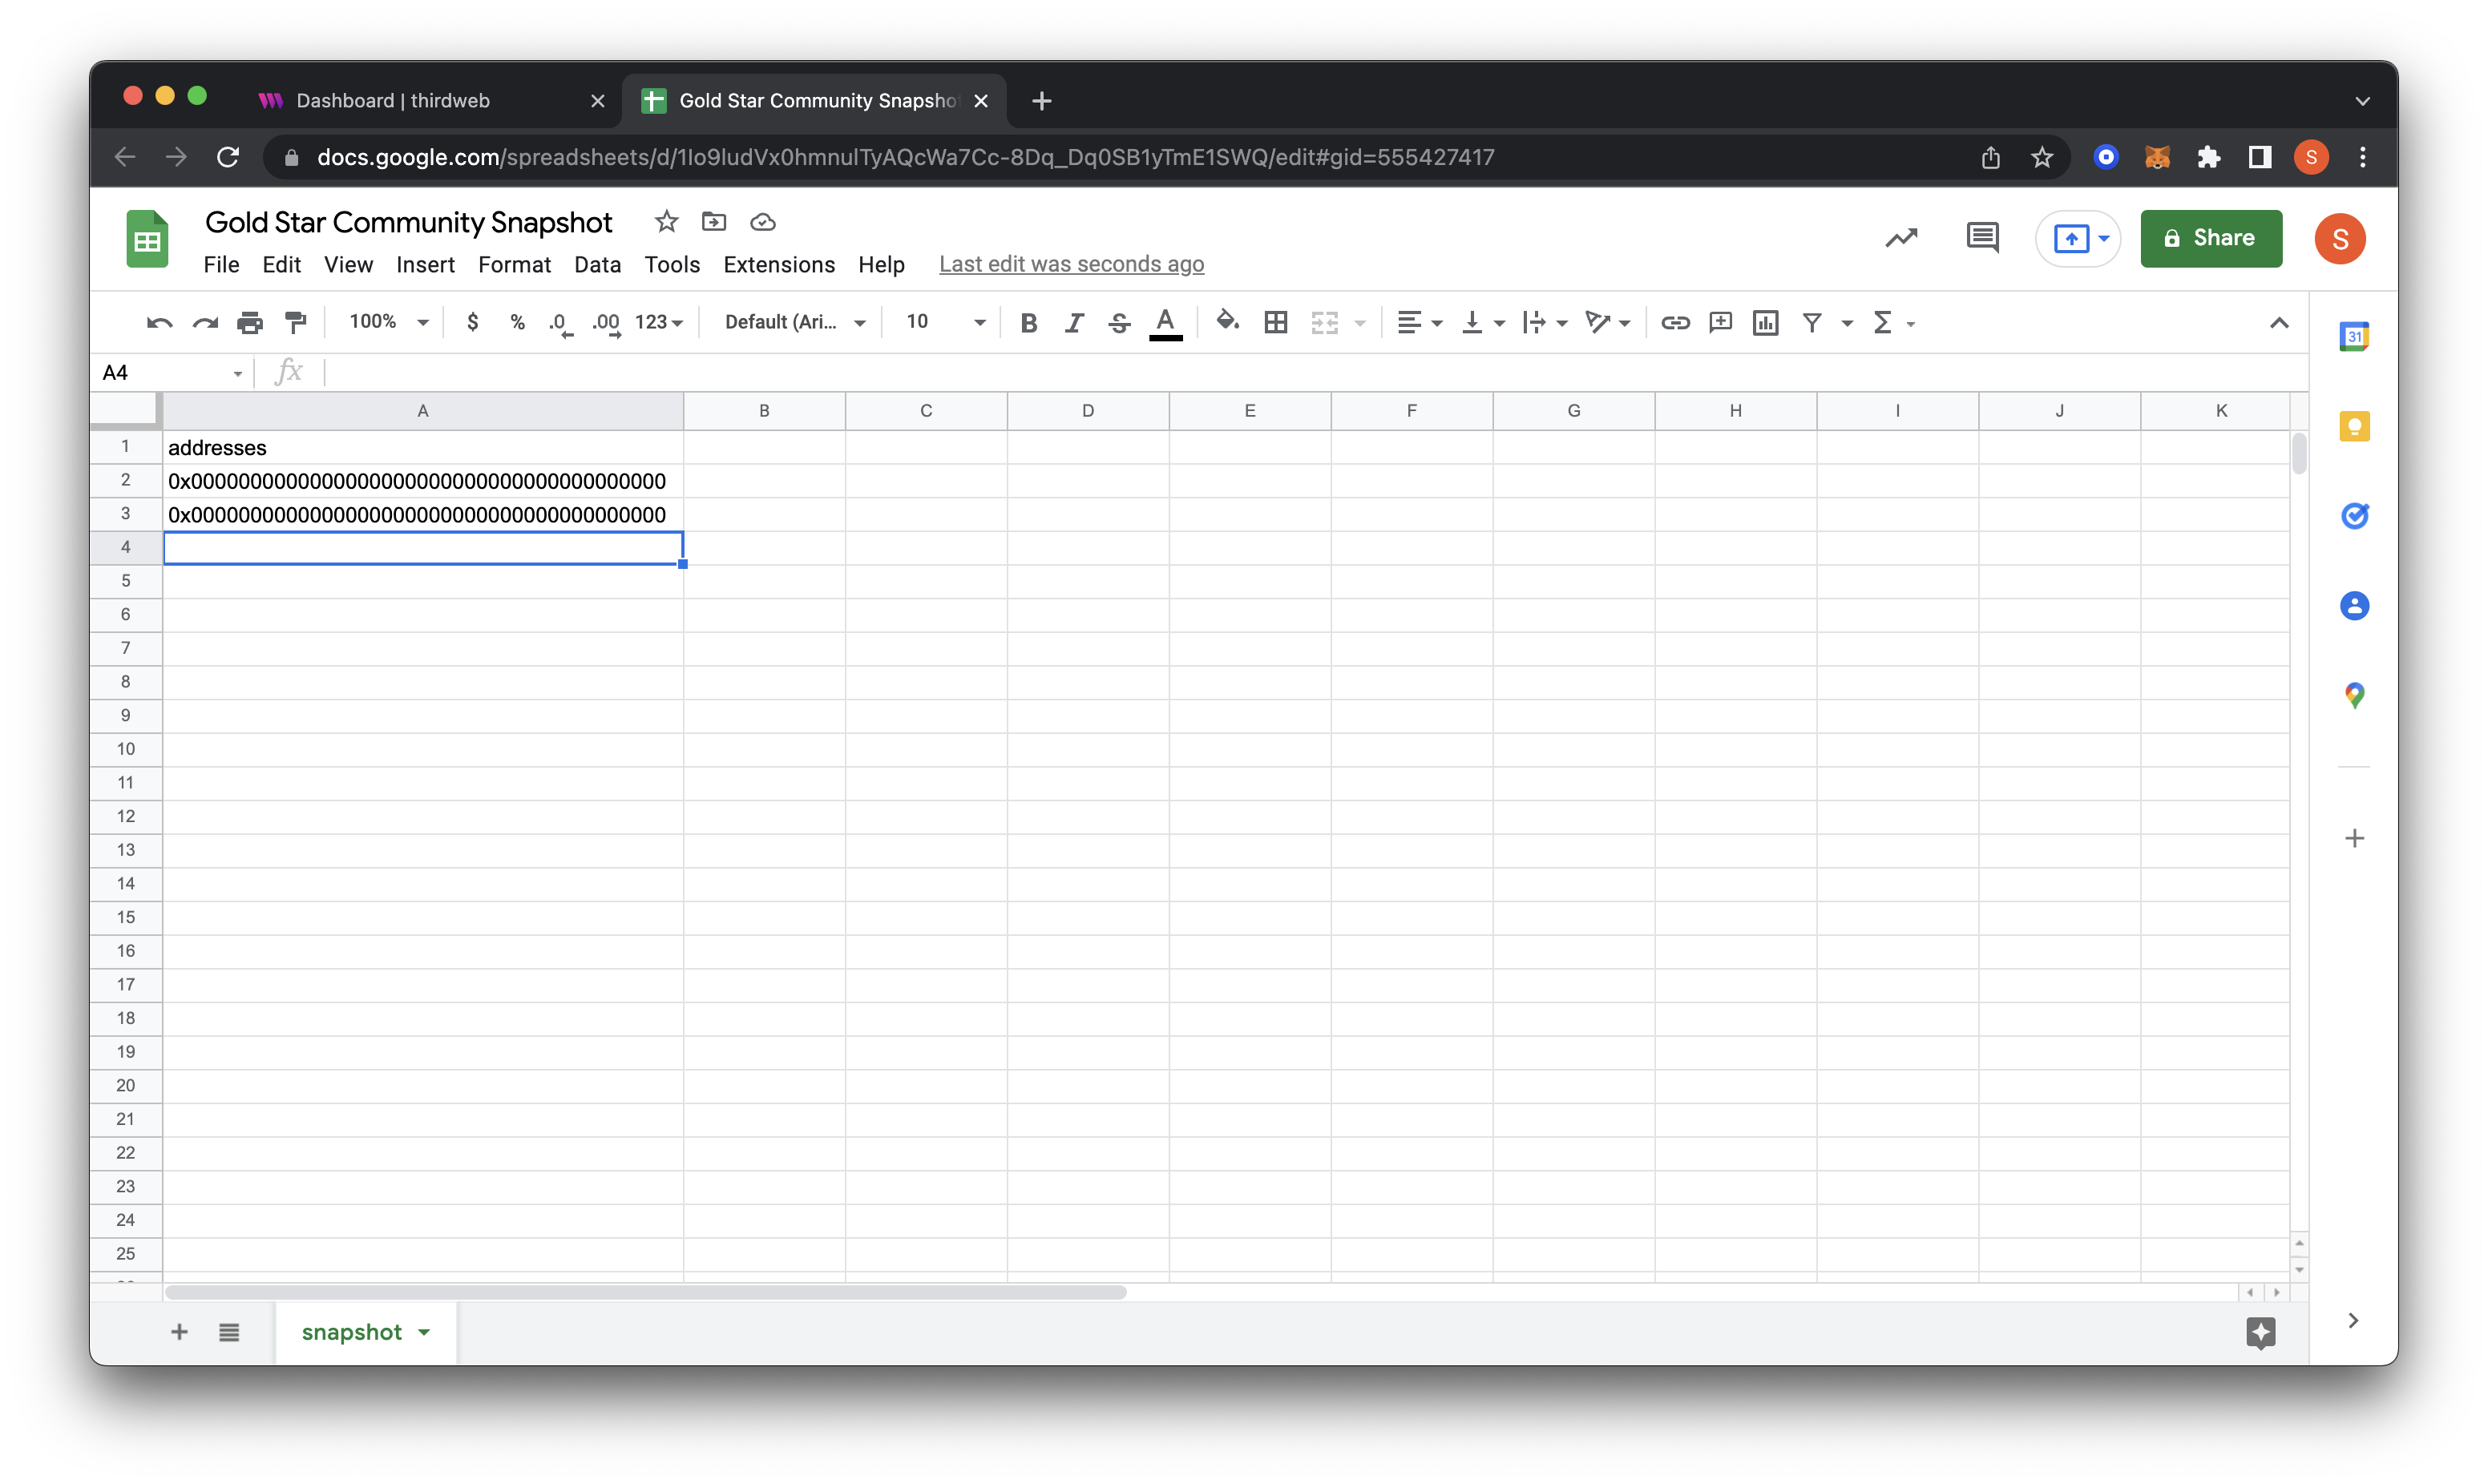 Dashboard | thirdweb
Gold Star Community Snapsho
docs.google.com/spreadsheets/d/1Io9ludVx0hmnulTyAQcWa7Cc-8Dq_Dq0SB1yTmE1SWQ/edit#gid=555427417
S
Gold Star Community Snapshot
Share
S
File Edit View Insert Format Data Tools Extensions Help Last edit was seconds ago
100% $ % .0 .00 123 Default (Ari... 10 B I S A Σ
31
A4 fx
A B C D E F G H I J K
1 addresses
2 0x0000000000000000000000000000000000000000
3 0x0000000000000000000000000000000000000000
4
5
6
7
8
9
10
11
12
13
14
15
16
17
18
19
20
21
22
23
24
25
snapshot